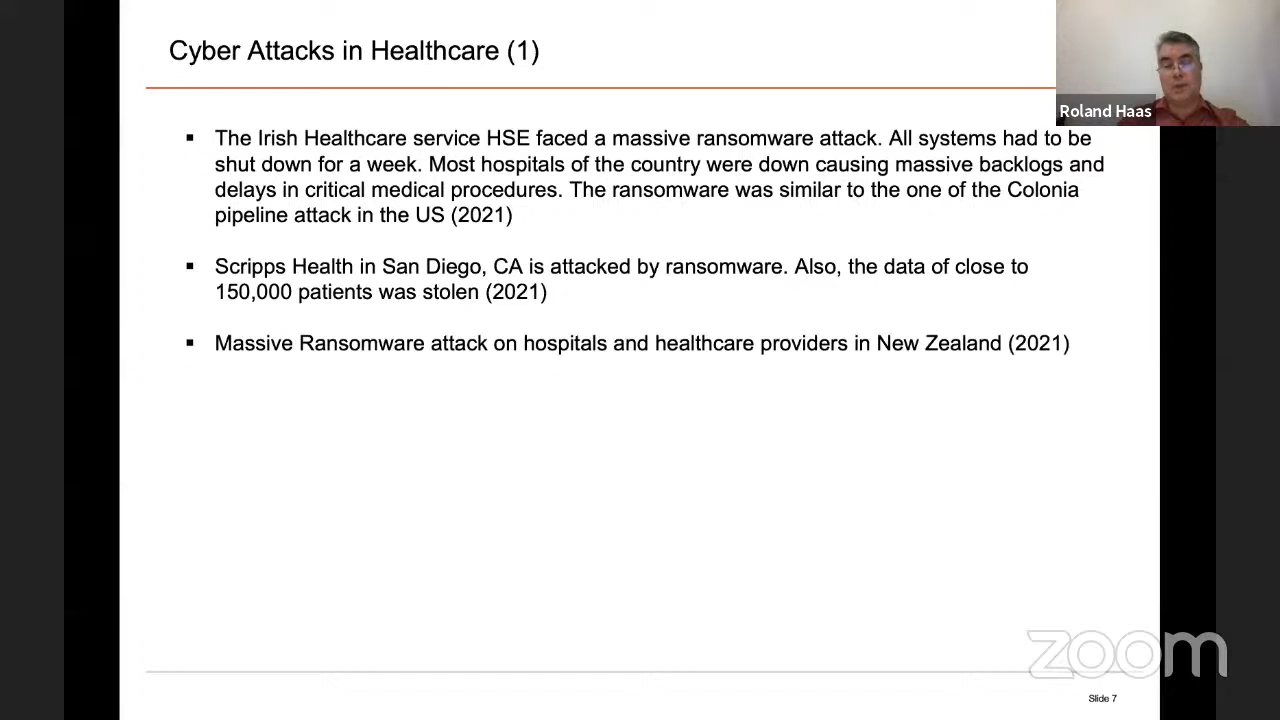 Cyber Attacks in Healthcare (1)
Roland Haas
▪ The Irish Healthcare service HSE faced a massive ransomware attack. All systems had to be
shut down for a week. Most hospitals of the country were down causing massive backlogs and
delays in critical medical procedures. The ransomware was similar to the one of the Colonia
pipeline attack in the US (2021)
▪ Scripps Health in San Diego, CA is attacked by ransomware. Also, the data of close to
150,000 patients was stolen (2021)
▪ Massive Ransomware attack on hospitals and healthcare providers in New Zealand (2021)
zoom
Slide 7